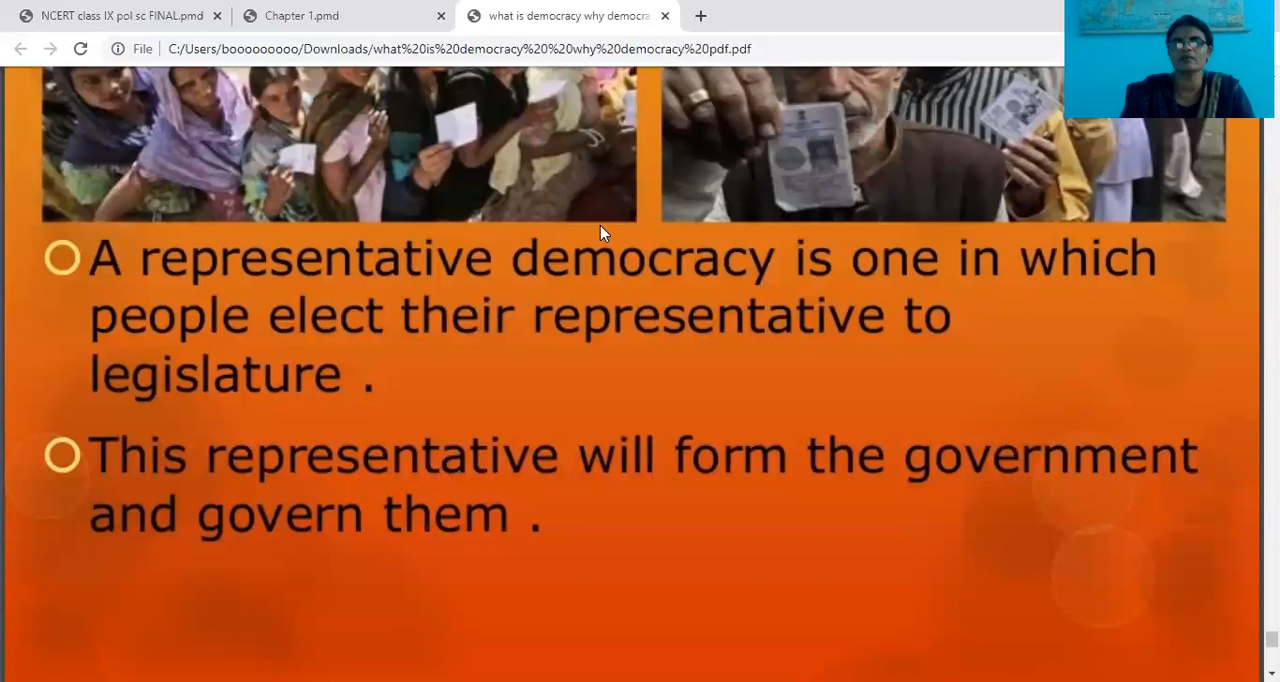 NCERT class IX pol sc FINAL.pmd
Chapter 1.pmd
what is democracy why democra
File
C:/Users/boooooooooo/Downloads/what%20is%20democracy%20%20why%20democracy%20pdf.pdf
A representative democracy is one in which
people elect their representative to
legislature .
This representative will form the government
and govern them .